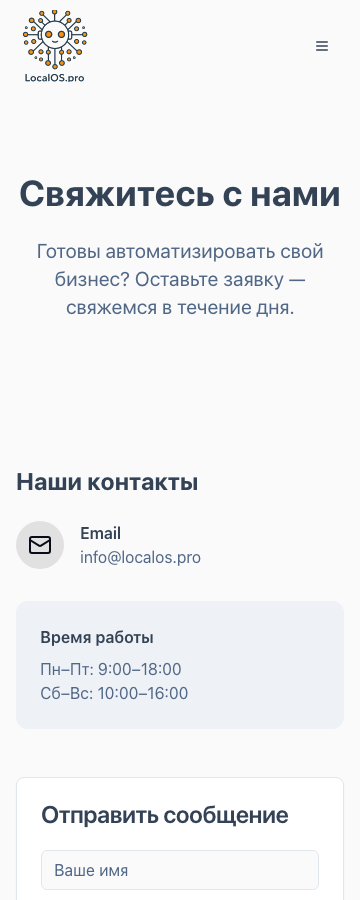 LocalOS.pro
Свяжитесь с нами
Готовы автоматизировать свой
бизнес? Оставьте заявку —
свяжемся в течение дня.
Наши контакты
Email
info@localos.pro
Время работы
Пн–Пт: 9:00–18:00
Сб–Вс: 10:00–16:00
Отправить сообщение
Ваше имя